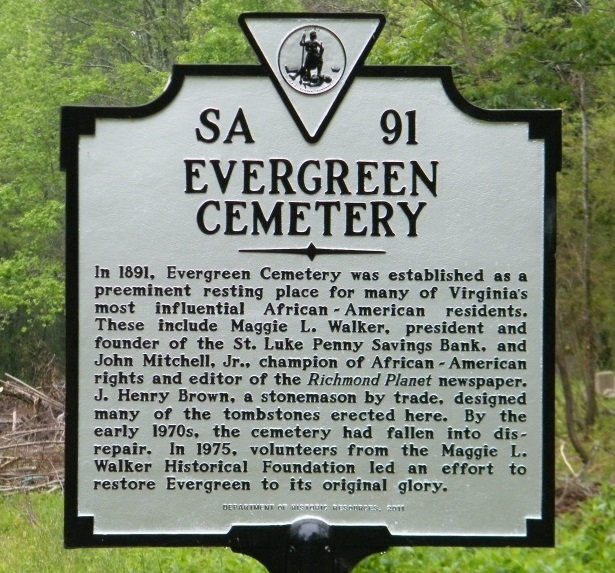 SA 91
EVERGREEN
CEMETERY
In 1891, Evergreen Cemetery was established as a
preeminent resting place for many of Virginia's
most influential African-American residents.
These include Maggie L. Walker, president and
founder of the St. Luke Penny Savings Bank, and
John Mitchell, Jr., champion of African-American
rights and editor of the Richmond Planet newspaper.
J. Henry Brown, a stonemason by trade, designed
many of the tombstones erected here. By the
early 1970s, the cemetery had fallen into dis-
repair. In 1975, volunteers from the Maggie L.
Walker Historical Foundation led an effort to
restore Evergreen to its original glory.
DEPARTMENT OF HISTORIC RESOURCES, 2011